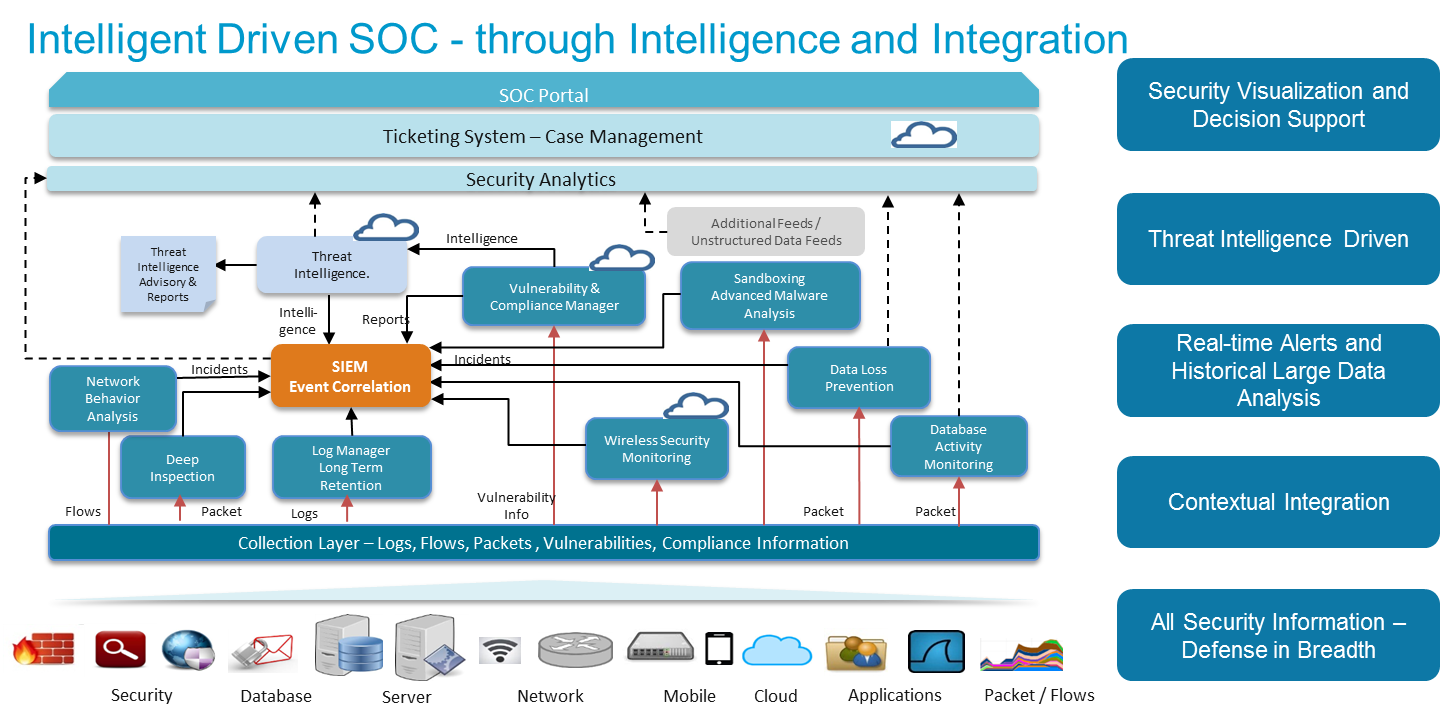 Intelligent Driven SOC - through Intelligence and Integration
SOC Portal
Ticketing System – Case Management
Security Analytics
Additional Feeds /
Unstructured Data Feeds
Threat
Intelligence
Advisory &
Reports
Threat
Intelligence.
Intelligence
Vulnerability &
Compliance Manager
Sandboxing
Advanced Malware
Analysis
Intelli-
gence
Reports
SIEM
Event Correlation
Incidents
Incidents
Network
Behavior
Analysis
Data Loss
Prevention
Deep
Inspection
Log Manager
Long Term
Retention
Wireless Security
Monitoring
Database
Activity
Monitoring
Flows
Packet
Logs
Vulnerability
Info
Packet
Packet
Collection Layer – Logs, Flows, Packets , Vulnerabilities, Compliance Information
Security
Database
Server
Network
Mobile
Cloud
Applications
Packet / Flows
Security Visualization and
Decision Support
Threat Intelligence Driven
Real-time Alerts and
Historical Large Data
Analysis
Contextual Integration
All Security Information –
Defense in Breadth